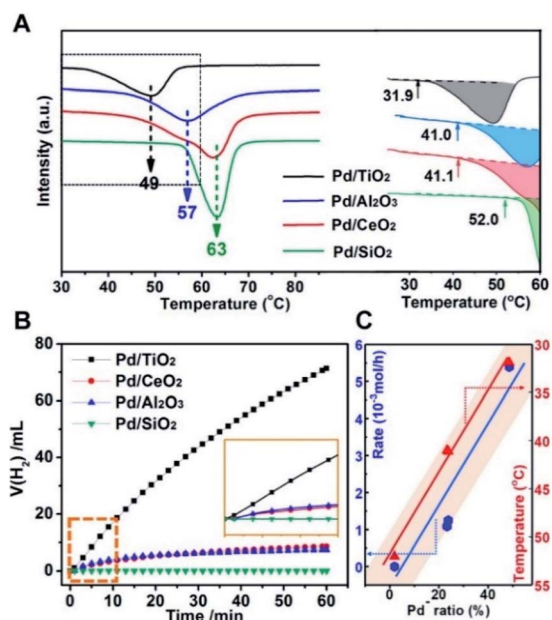 A
Intensity (a.u.)
49
57
63
Pd/TiO₂
Pd/Al₂O₃
Pd/CeO₂
Pd/SiO₂
31.9
41.0
41.1
52.0
30 40 50 60 70 80
Temperature (°C)
30 40 50 60
Temperature (°C)
B
V(H₂) /mL
80
60
40
20
0
Pd/TiO₂
Pd/CeO₂
Pd/Al₂O₃
Pd/SiO₂
0 10 20 30 40 50 60
Time /min
C
Rate (10⁻³mol/h)
6
5
4
3
2
1
0
30
35
40
45
50
55
Temperature (°C)
0 20 40
Pd⁻ ratio (%)